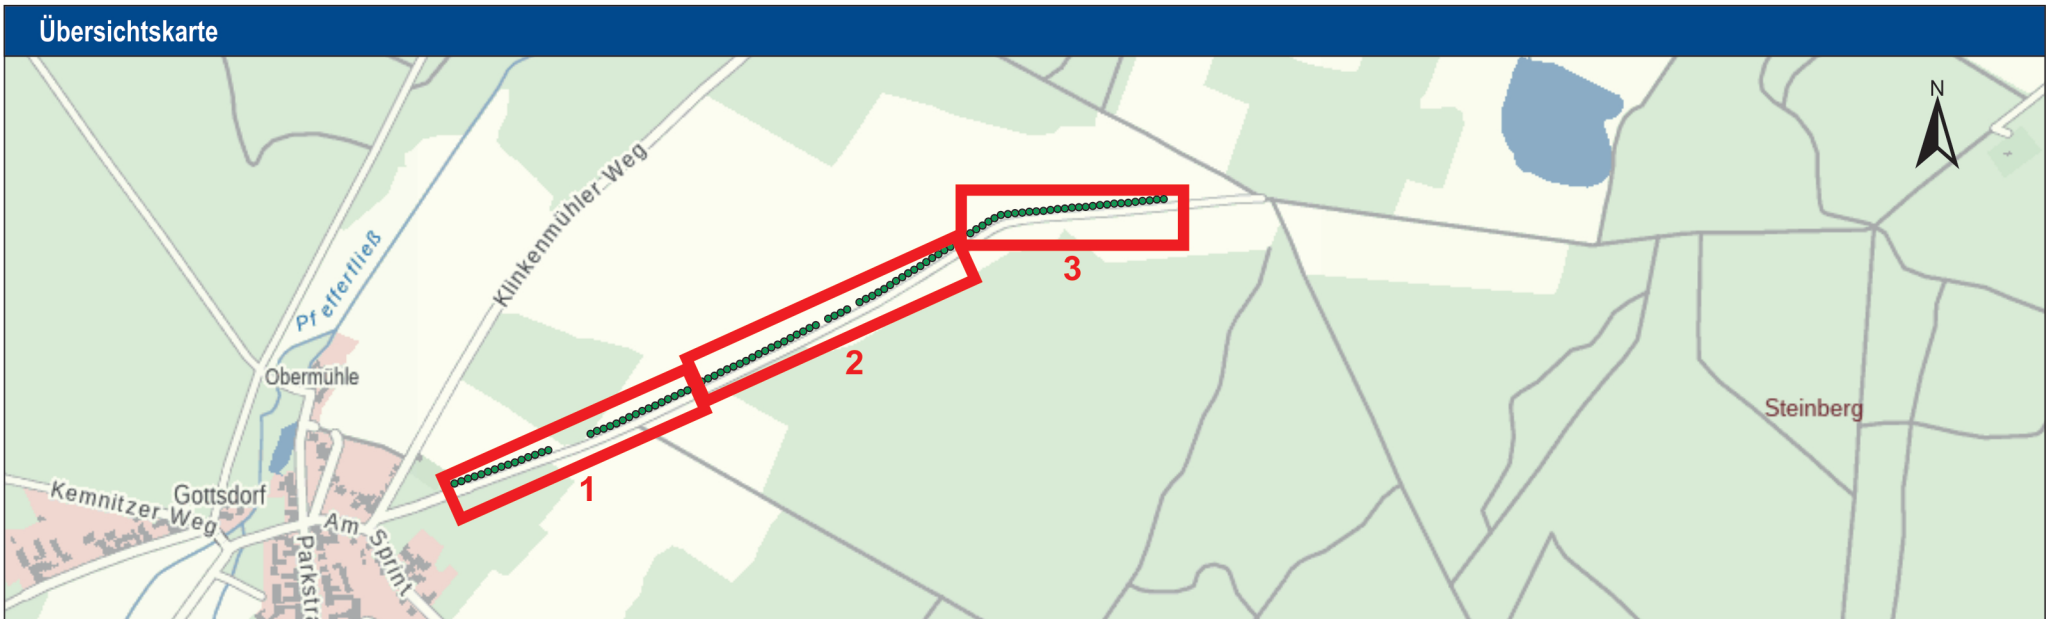 Übersichtskarte
N
Klinkenmühler Weg
Pfefferfließ
3
2
Obermühle
Steinberg
1
Kemnitzer Weg
Gottsdorf
Am Sprint
Parkstra